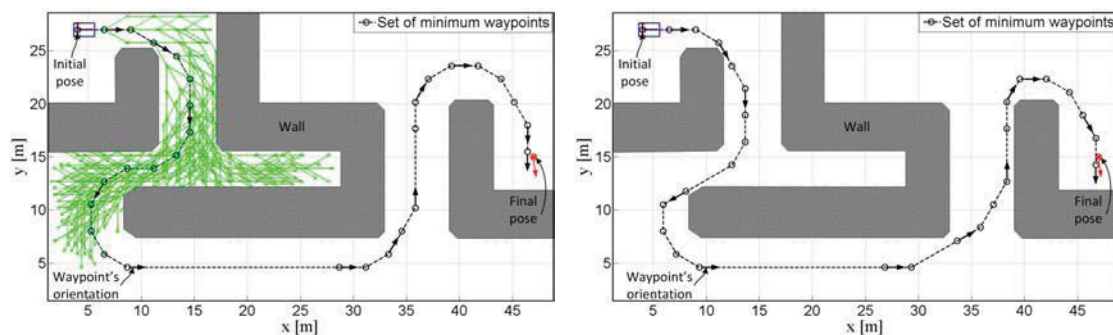 Set of minimum waypoints
25
20
15
10
5
y [m]
Initial
pose
Wall
Final
pose
Waypoint's
orientation
5 10 15 20 25 30 35 40 45
x [m]
Set of minimum waypoints
25
20
15
10
5
y [m]
Initial
pose
Wall
Final
pose
Waypoint's
orientation
5 10 15 20 25 30 35 40 45
x [m]